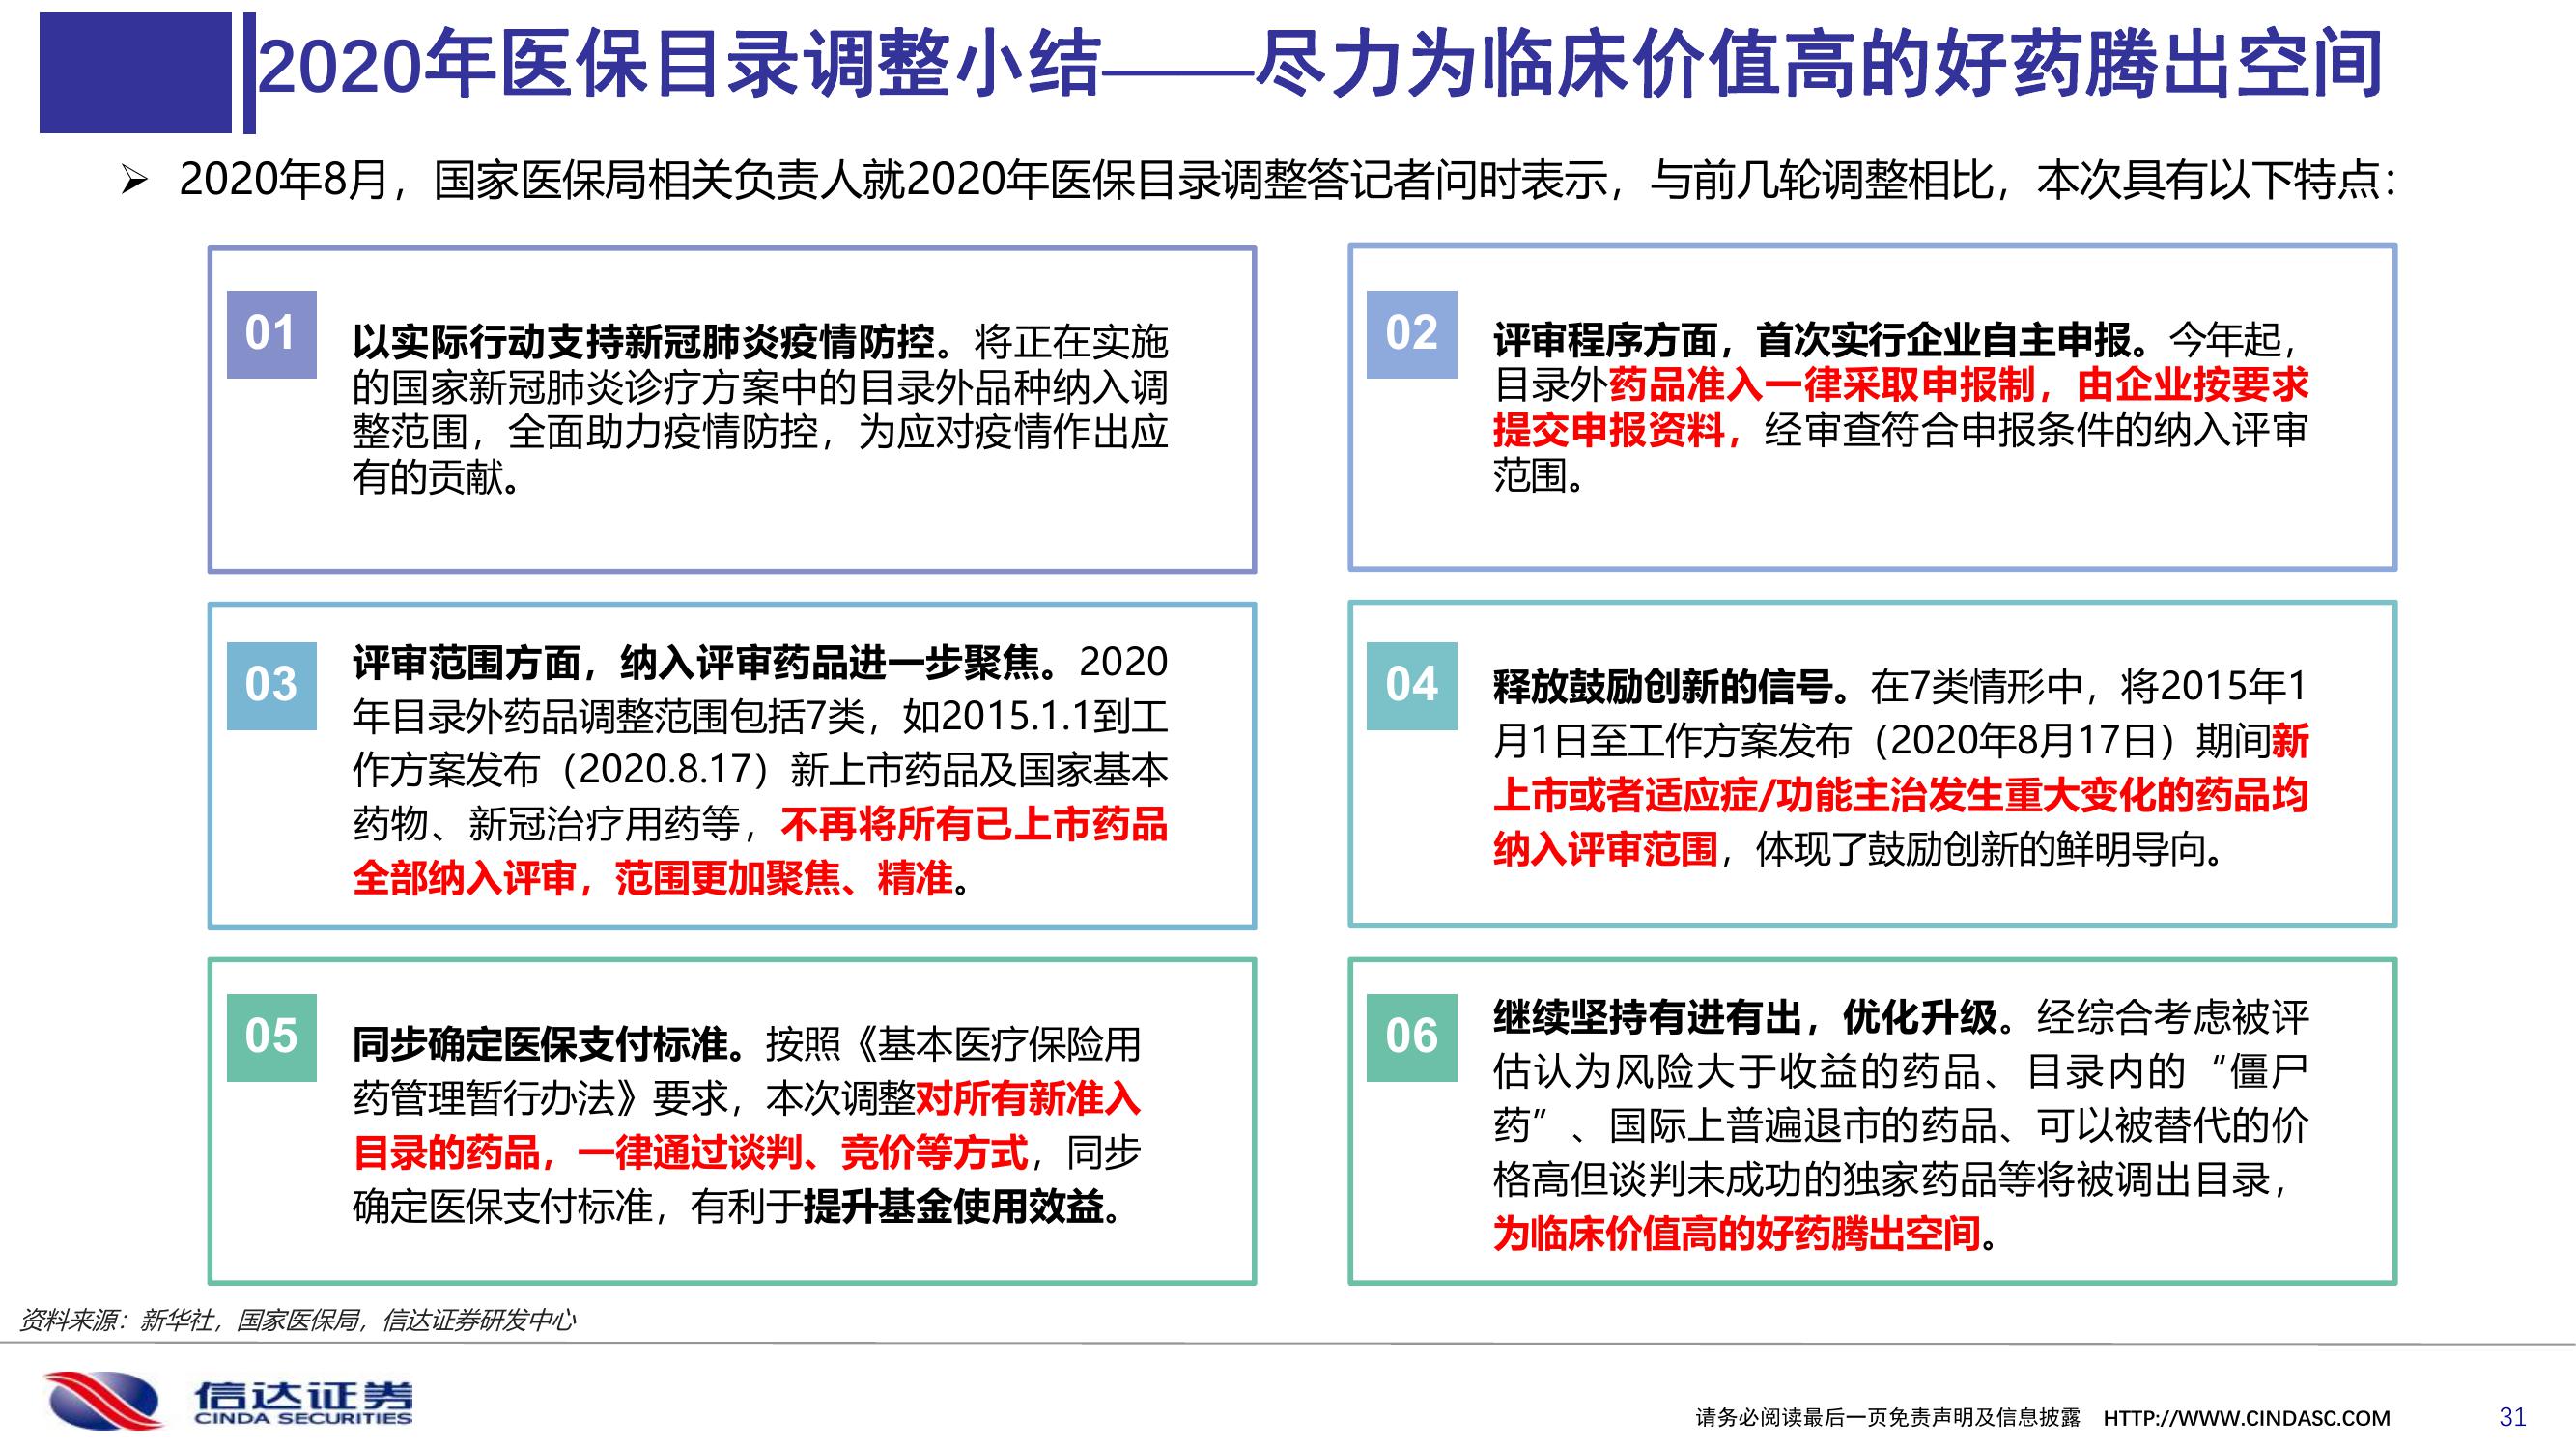 2020年医保目录调整小结——尽力为临床价值高的好药腾出空间
➢ 2020年8月，国家医保局相关负责人就2020年医保目录调整答记者问时表示，与前几轮调整相比，本次具有以下特点：
01
以实际行动支持新冠肺炎疫情防控。将正在实施
的国家新冠肺炎诊疗方案中的目录外品种纳入调
整范围，全面助力疫情防控，为应对疫情作出应
有的贡献。
02
评审程序方面，首次实行企业自主申报。今年起，
目录外药品准入一律采取申报制，由企业按要求
提交申报资料，经审查符合申报条件的纳入评审
范围。
03
评审范围方面，纳入评审药品进一步聚焦。2020
年目录外药品调整范围包括7类，如2015.1.1到工
作方案发布（2020.8.17）新上市药品及国家基本
药物、新冠治疗用药等，不再将所有已上市药品
全部纳入评审，范围更加聚焦、精准。
04
释放鼓励创新的信号。在7类情形中，将2015年1
月1日至工作方案发布（2020年8月17日）期间新
上市或者适应症/功能主治发生重大变化的药品均
纳入评审范围，体现了鼓励创新的鲜明导向。
05
同步确定医保支付标准。按照《基本医疗保险用
药管理暂行办法》要求，本次调整对所有新准入
目录的药品，一律通过谈判、竞价等方式，同步
确定医保支付标准，有利于提升基金使用效益。
06
继续坚持有进有出，优化升级。经综合考虑被评
估认为风险大于收益的药品、目录内的“僵尸
药”、国际上普遍退市的药品、可以被替代的价
格高但谈判未成功的独家药品等将被调出目录，
为临床价值高的好药腾出空间。
资料来源：新华社，国家医保局，信达证券研发中心
信达证券
CINDA SECURITIES
请务必阅读最后一页免责声明及信息披露 HTTP://WWW.CINDASC.COM 31